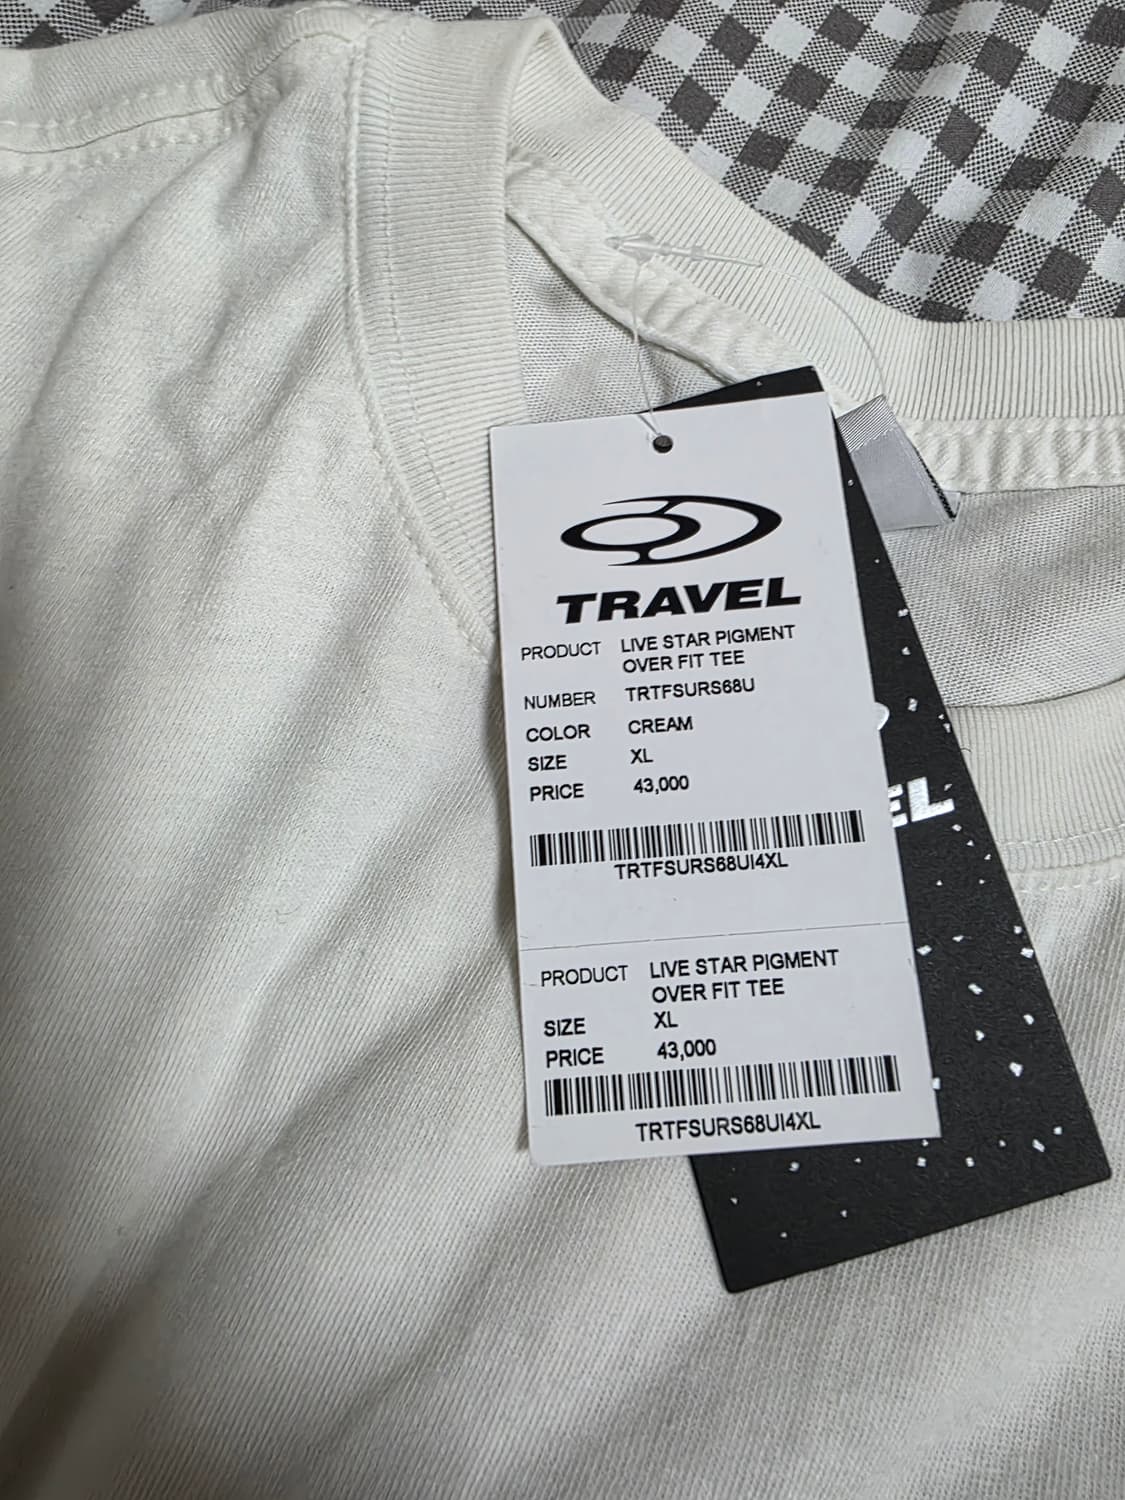 TRAVEL
PRODUCT LIVE STAR PIGMENT
OVER FIT TEE
NUMBER TRTFSURS68U
COLOR CREAM
SIZE XL
PRICE 43,000
TRTFSURS68UI4XL
PRODUCT LIVE STAR PIGMENT
OVER FIT TEE
SIZE XL
PRICE 43,000
TRTFSURS68UI4XL
EL